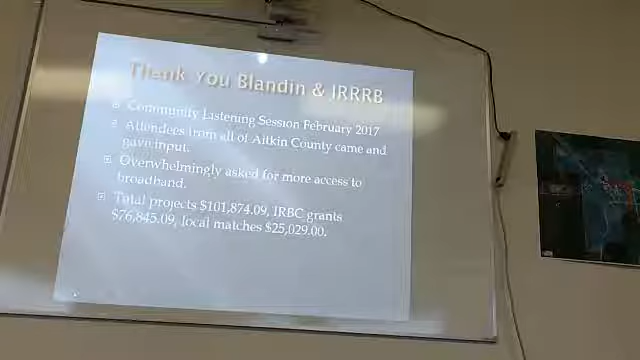 Thank You Blandin & IRRRB
Community Listening Session February 2017
Attendees from all of Aitkin County came and
gave input.
Overwhelmingly asked for more access to
broadband.
Total projects $101,874.09, IRBC grants
$76,845.09, local matches $25,029.00.